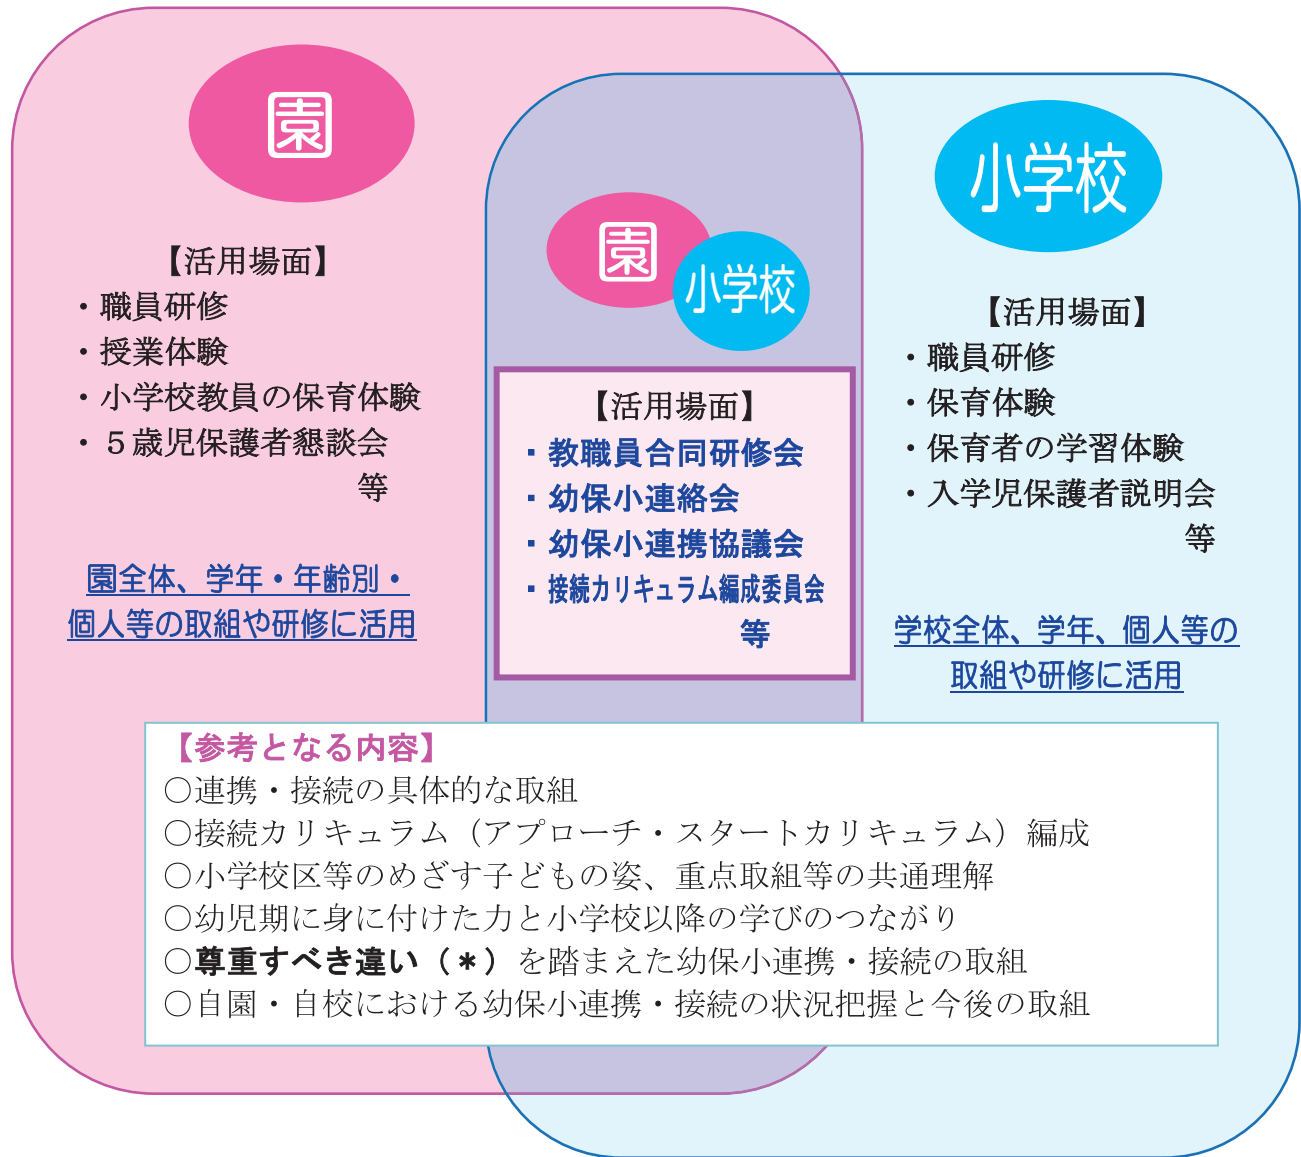 園
【活用場面】
・職員研修
・授業体験
・小学校教員の保育体験
・５歳児保護者懇談会
等
園全体、学年・年齢別・
個人等の取組や研修に活用
園
小学校
【活用場面】
・教職員合同研修会
・幼保小連絡会
・幼保小連携協議会
・接続カリキュラム編成委員会
等
小学校
【活用場面】
・職員研修
・保育体験
・保育者の学習体験
・入学児保護者説明会
等
学校全体、学年、個人等の
取組や研修に活用
【参考となる内容】
○連携・接続の具体的な取組
○接続カリキュラム（アプローチ・スタートカリキュラム）編成
○小学校区等のめざす子どもの姿、重点取組等の共通理解
○幼児期に身に付けた力と小学校以降の学びのつながり
○尊重すべき違い（＊）を踏まえた幼保小連携・接続の取組
○自園・自校における幼保小連携・接続の状況把握と今後の取組